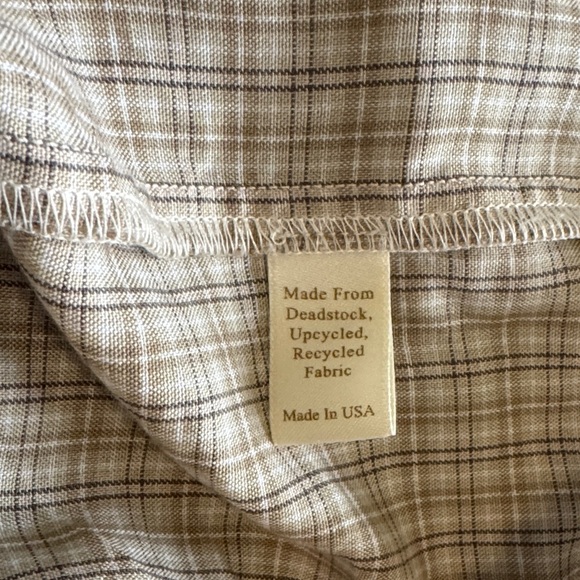 Made From
Deadstock,
Upcycled,
Recycled
Fabric
Made In USA